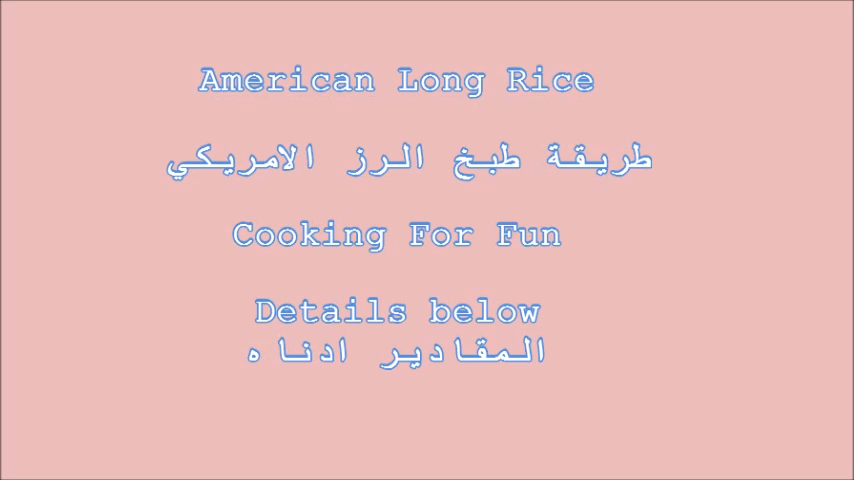 American Long Rice
طريقة طبخ الرز الامريكي
Cooking For Fun
Details below
المقادير ادناه